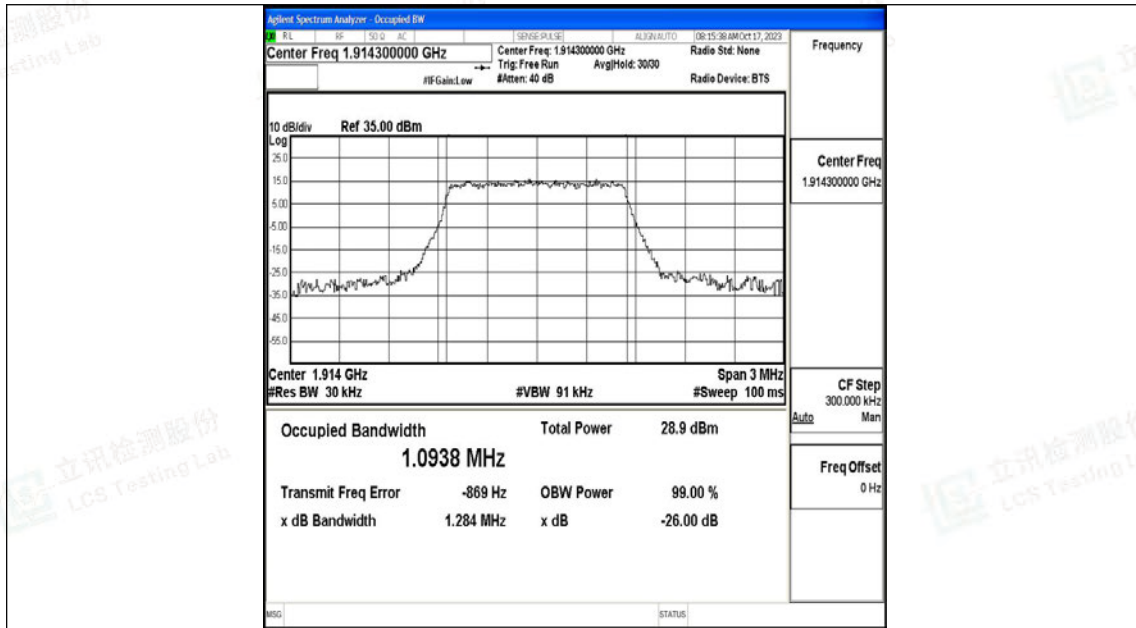 Agilent Spectrum Analyzer - Occupied BW
RL RF 50 Ω AC SENSE:PULSE ALIGNAUTO 08:15:38 AM Oct 17, 2023
Center Freq 1.914300000 GHz
Center Freq: 1.914300000 GHz
Radio Std: None
Trig: Free Run Avg|Hold: 30/30
#IFGain:Low
#Atten: 40 dB
Radio Device: BTS
10 dB/div Ref 35.00 dBm
Log
25.0
15.0
5.00
-5.00
-15.0
-25.0
-35.0
-45.0
-55.0
Center 1.914 GHz
Span 3 MHz
#Res BW 30 kHz
#VBW 91 kHz
#Sweep 100 ms
Occupied Bandwidth
Total Power 28.9 dBm
1.0938 MHz
Transmit Freq Error -869 Hz
OBW Power 99.00 %
x dB Bandwidth 1.284 MHz
x dB -26.00 dB
MSG
STATUS
Frequency
Center Freq
1.914300000 GHz
CF Step
300.000 kHz
Auto Man
Freq Offset
0 Hz
立讯检测股份
LCS Testing Lab
立讯检测股份
LCS Testing L